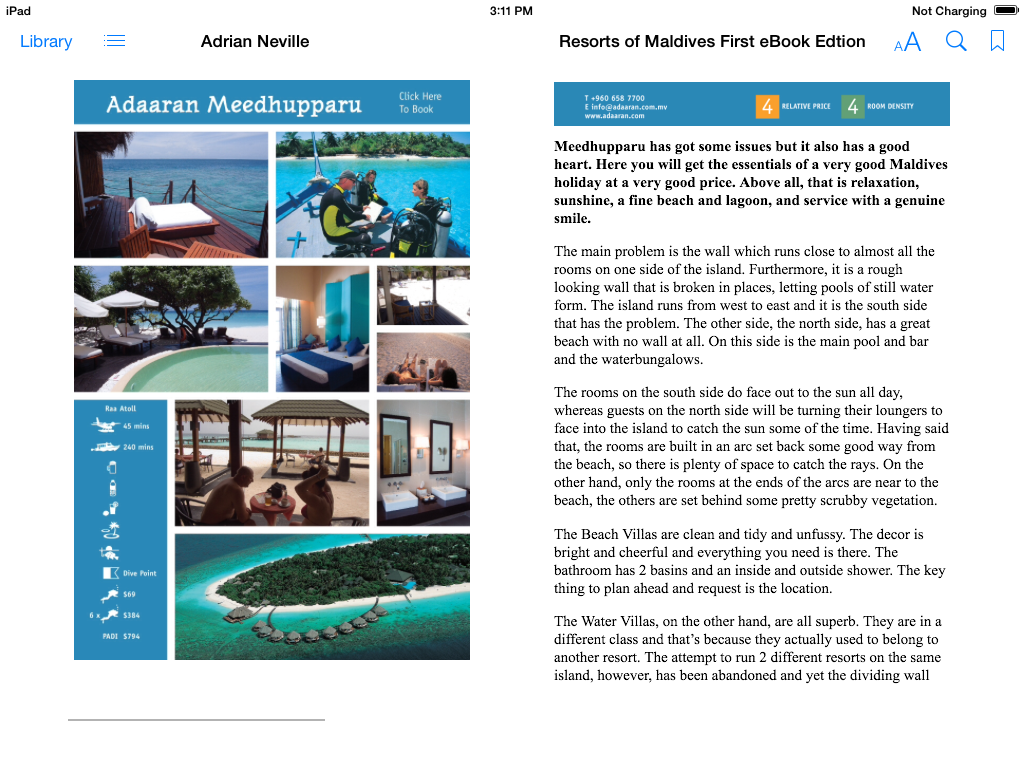 iPad
3:11 PM
Not Charging
Library
Adrian Neville
Resorts of Maldives First eBook Edtion
AA
Adaaran Meedhupparu
Click Here
To Book
Raa Atoll
45 mins
240 mins
Dive Point
$69
6 x $384
PADI $794
T +960 658 7700
E info@adaaran.com.mv
www.adaaran.com
4 RELATIVE PRICE 4 ROOM DENSITY
Meedhupparu has got some issues but it also has a good
heart. Here you will get the essentials of a very good Maldives
holiday at a very good price. Above all, that is relaxation,
sunshine, a fine beach and lagoon, and service with a genuine
smile.
The main problem is the wall which runs close to almost all the
rooms on one side of the island. Furthermore, it is a rough
looking wall that is broken in places, letting pools of still water
form. The island runs from west to east and it is the south side
that has the problem. The other side, the north side, has a great
beach with no wall at all. On this side is the main pool and bar
and the waterbungalows.
The rooms on the south side do face out to the sun all day,
whereas guests on the north side will be turning their loungers to
face into the island to catch the sun some of the time. Having said
that, the rooms are built in an arc set back some good way from
the beach, so there is plenty of space to catch the rays. On the
other hand, only the rooms at the ends of the arcs are near to the
beach, the others are set behind some pretty scrubby vegetation.
The Beach Villas are clean and tidy and unfussy. The decor is
bright and cheerful and everything you need is there. The
bathroom has 2 basins and an inside and outside shower. The key
thing to plan ahead and request is the location.
The Water Villas, on the other hand, are all superb. They are in a
different class and that’s because they actually used to belong to
another resort. The attempt to run 2 different resorts on the same
island, however, has been abandoned and yet the dividing wall